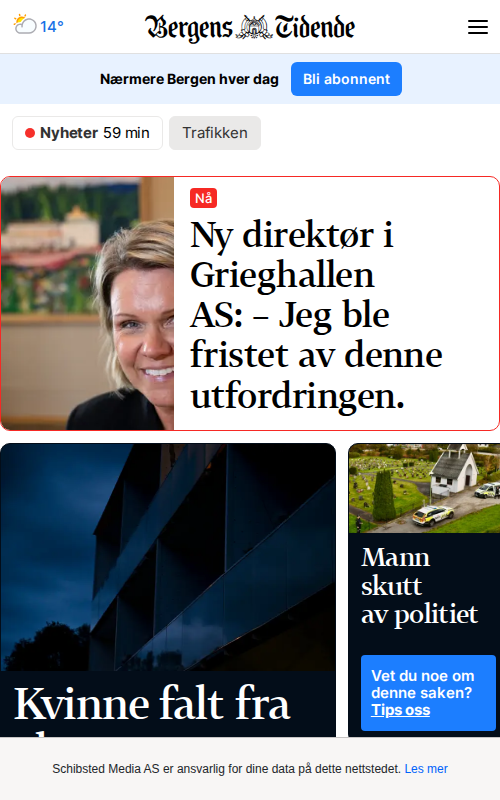 14°
Bergens Tidende
Nærmere Bergen hver dag
Bli abonnent
Nyheter 59 min
Trafikken
Nå
Ny direktør i
Grieghallen
AS: – Jeg ble
fristet av denne
utfordringen.
Kvinne falt fra
Mann
skutt
av politiet
Vet du noe om
denne saken?
Tips oss
Schibsted Media AS er ansvarlig for dine data på dette nettstedet. Les mer